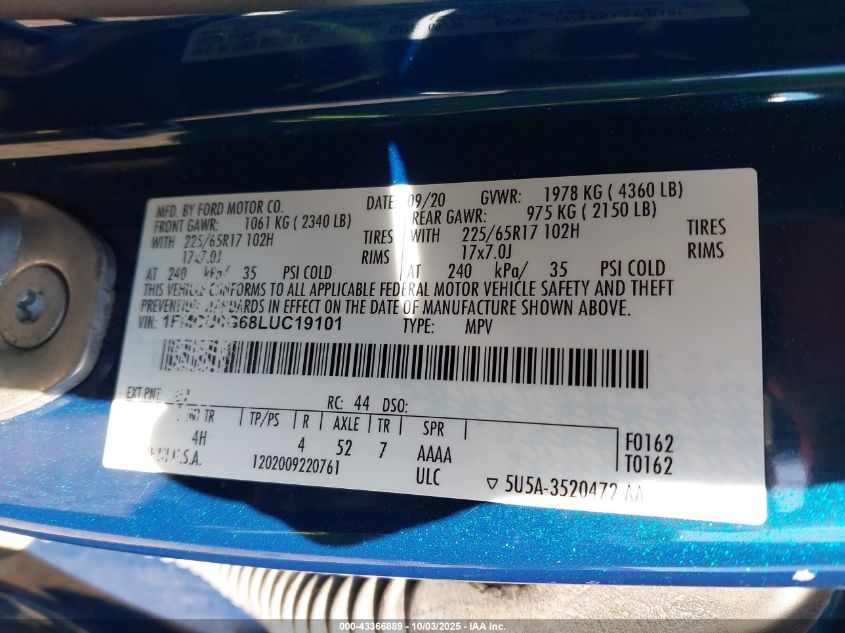 MFD. BY FORD MOTOR CO. DATE: 09/20 GVWR: 1978 KG ( 4360 LB)
FRONT GAWR: 1061 KG ( 2340 LB) REAR GAWR: 975 KG ( 2150 LB)
WITH 225/65R17 102H TIRES WITH 225/65R17 102H TIRES
17x7.0J RIMS 17x7.0J RIMS
AT 240 kPa/ 35 PSI COLD AT 240 kPa/ 35 PSI COLD
THIS VEHICLE CONFORMS TO ALL APPLICABLE FEDERAL MOTOR VEHICLE SAFETY AND THEFT
PREVENTION STANDARDS IN EFFECT ON THE DATE OF MANUFACTURE SHOWN ABOVE.
VIN: TYPE: MPV
EXT PNT: RC: 44 DSO:
TR TP/PS R AXLE TR SPR
4H 4 52 7 AAAA
U.S.A. 1202009220761 ULC
F0162
T0162
▽ 5U5A-3520472 AA
000-43366889 - 10/03/2025 - IAA Inc.